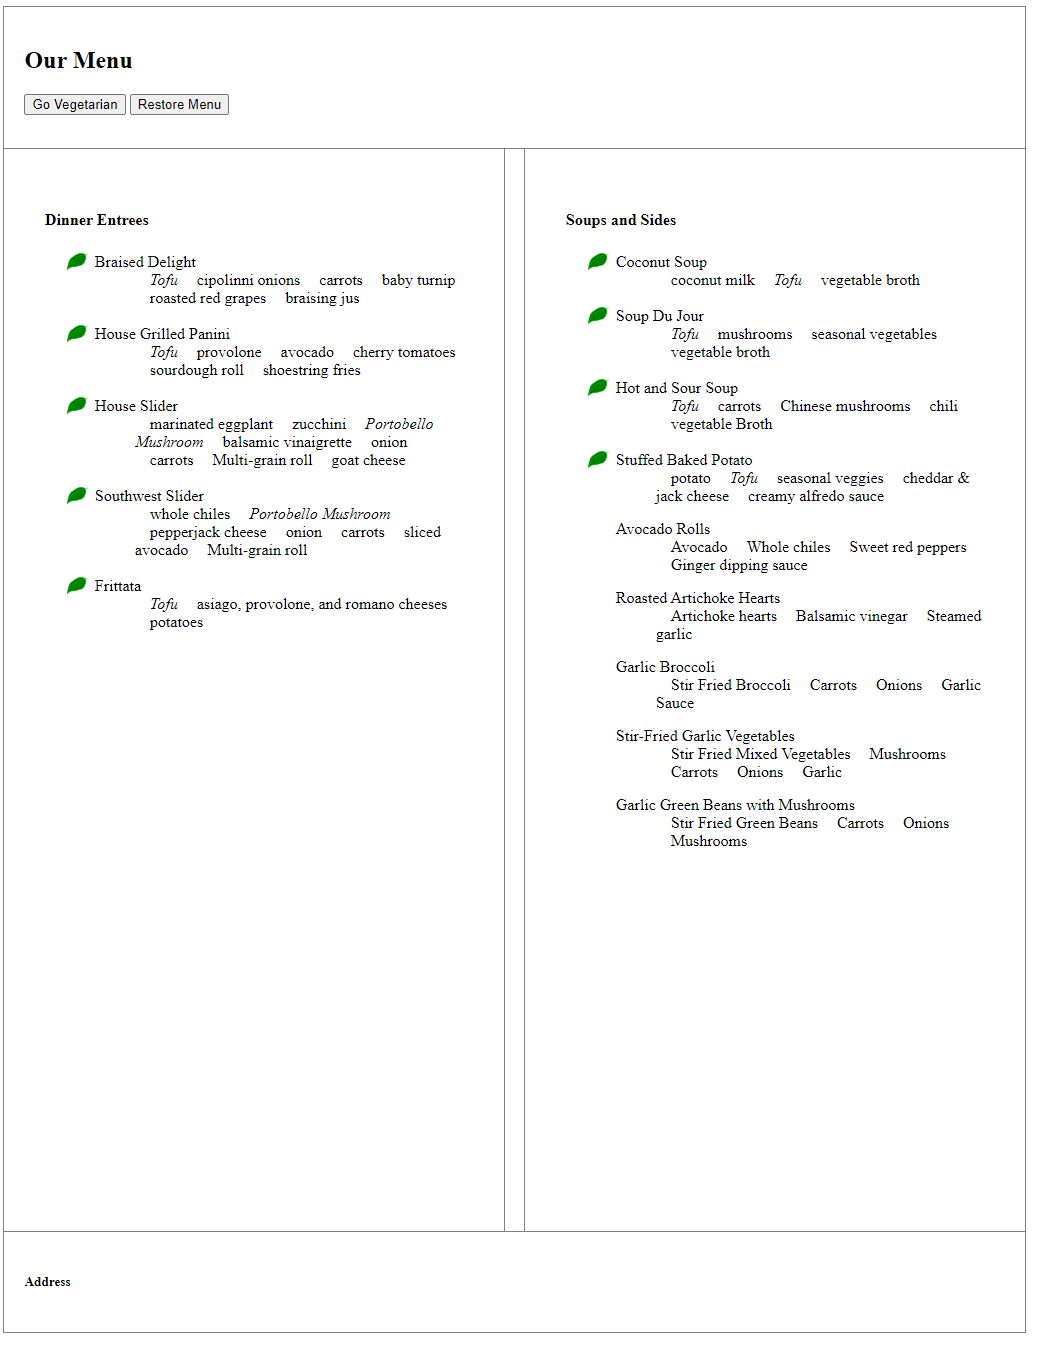 Our Menu
Go Vegetarian Restore Menu
Dinner Entrees
Braised Delight
Tofu cipolinni onions carrots baby turnip
roasted red grapes braising jus
House Grilled Panini
Tofu provolone avocado cherry tomatoes
sourdough roll shoestring fries
House Slider
marinated eggplant zucchini Portobello
Mushroom balsamic vinaigrette onion
carrots Multi-grain roll goat cheese
Southwest Slider
whole chiles Portobello Mushroom
pepperjack cheese onion carrots sliced
avocado Multi-grain roll
Frittata
Tofu asiago, provolone, and romano cheeses
potatoes
Soups and Sides
Coconut Soup
coconut milk Tofu vegetable broth
Soup Du Jour
Tofu mushrooms seasonal vegetables
vegetable broth
Hot and Sour Soup
Tofu carrots Chinese mushrooms chili
vegetable Broth
Stuffed Baked Potato
potato Tofu seasonal veggies cheddar &
jack cheese creamy alfredo sauce
Avocado Rolls
Avocado Whole chiles Sweet red peppers
Ginger dipping sauce
Roasted Artichoke Hearts
Artichoke hearts Balsamic vinegar Steamed
garlic
Garlic Broccoli
Stir Fried Broccoli Carrots Onions Garlic
Sauce
Stir-Fried Garlic Vegetables
Stir Fried Mixed Vegetables Mushrooms
Carrots Onions Garlic
Garlic Green Beans with Mushrooms
Stir Fried Green Beans Carrots Onions
Mushrooms
Address